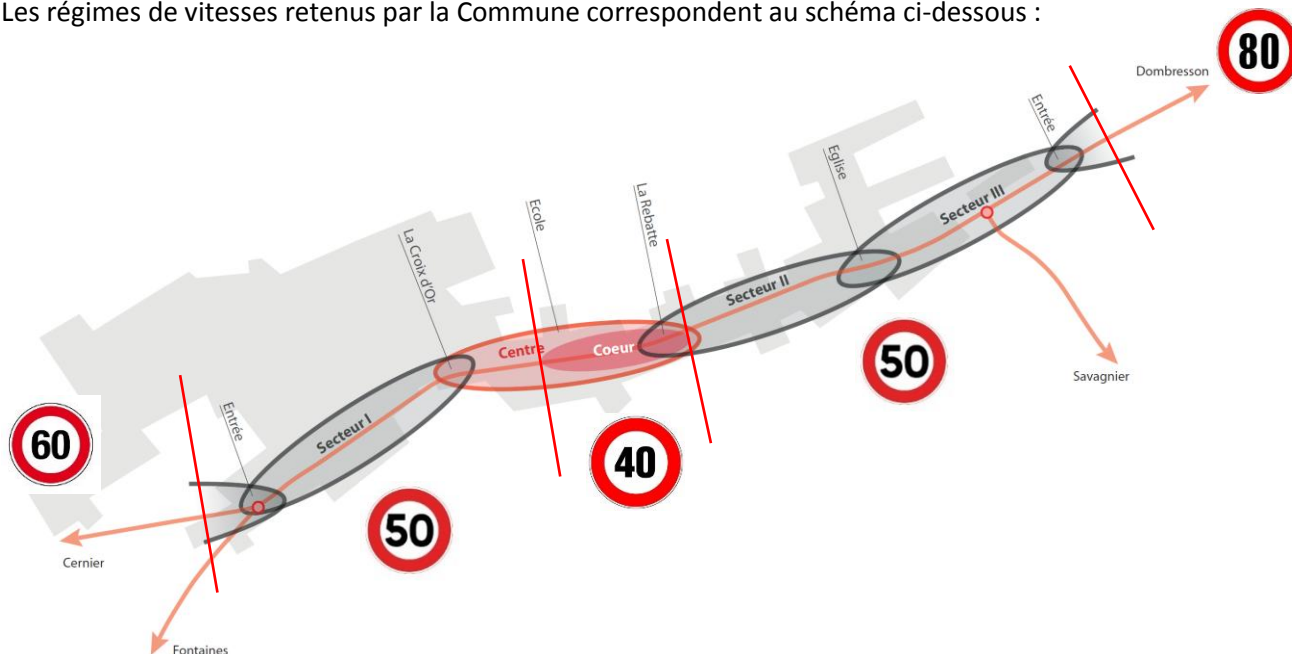 Les régimes de vitesses retenus par la Commune correspondent au schéma ci-dessous :
80
Dombresson
Entrée
Eglise
Secteur III
La Rebatte
Ecole
La Croix d'Or
Secteur II
Centre
Coeur
50
Savagnier
Entrée
Secteur I
60
40
50
Cernier
Fontaines